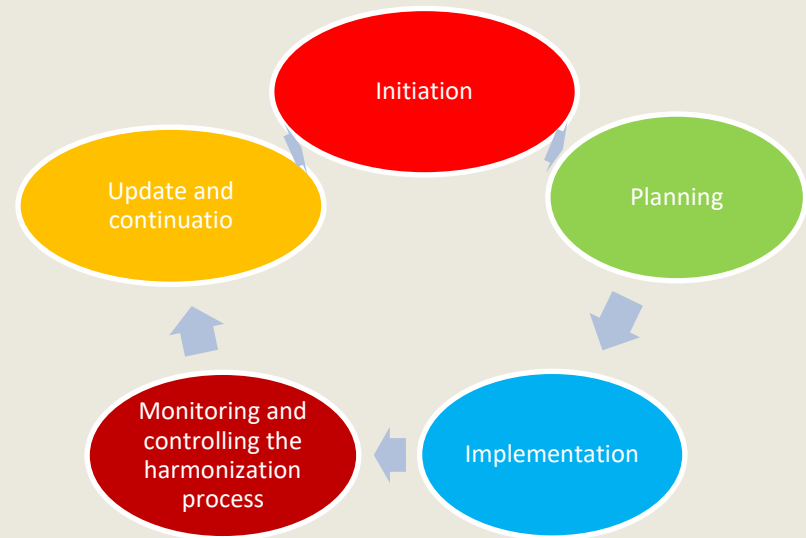 Initiation
Planning
Implementation
Monitoring and
controlling the
harmonization
process
Update and
continuatio